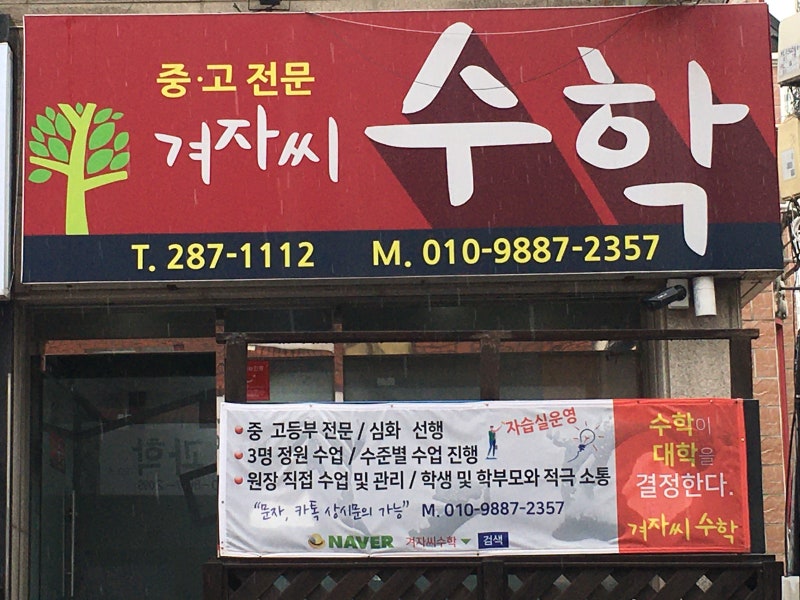 중·고 전문
겨자씨 수학
T. 287-1112 M. 010-9887-2357
• 중 고등부 전문 / 심화 선행
자습실운영
• 3명 정원 수업 / 수준별 수업 진행
• 원장 직접 수업 및 관리 / 학생 및 학부모와 적극 소통
"문자, 카톡 상시문의 가능" M. 010-9887-2357
NAVER 겨자씨수학 검색
수학이
대학을
결정한다.
겨자씨 수학